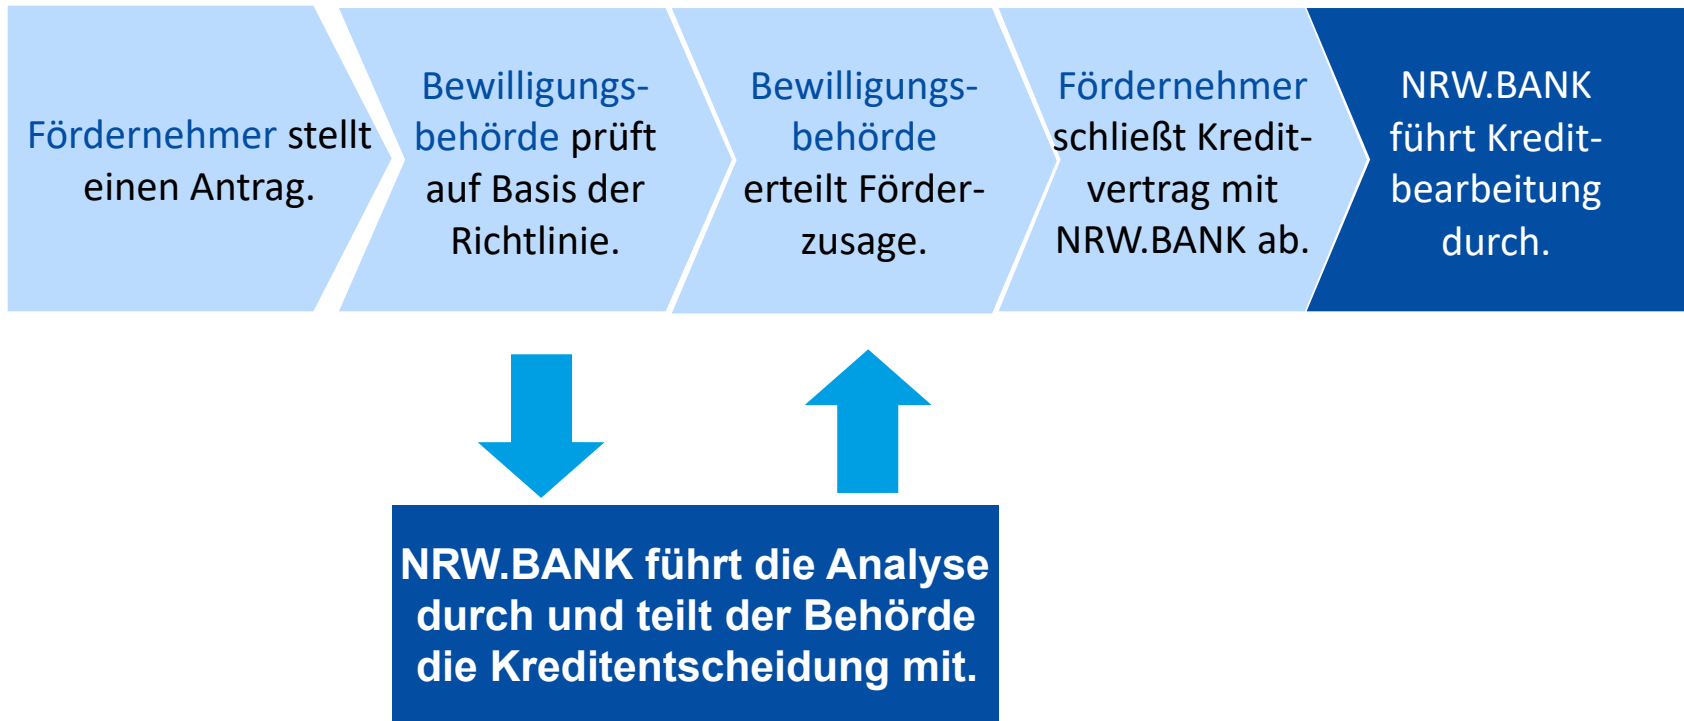 Fördernehmer stellt
einen Antrag.
Bewilligungs-
behörde prüft
auf Basis der
Richtlinie.
Bewilligungs-
behörde
erteilt Förder-
zusage.
Fördernehmer
schließt Kredit-
vertrag mit
NRW.BANK ab.
NRW.BANK
führt Kredit-
bearbeitung
durch.
NRW.BANK führt die Analyse
durch und teilt der Behörde
die Kreditentscheidung mit.